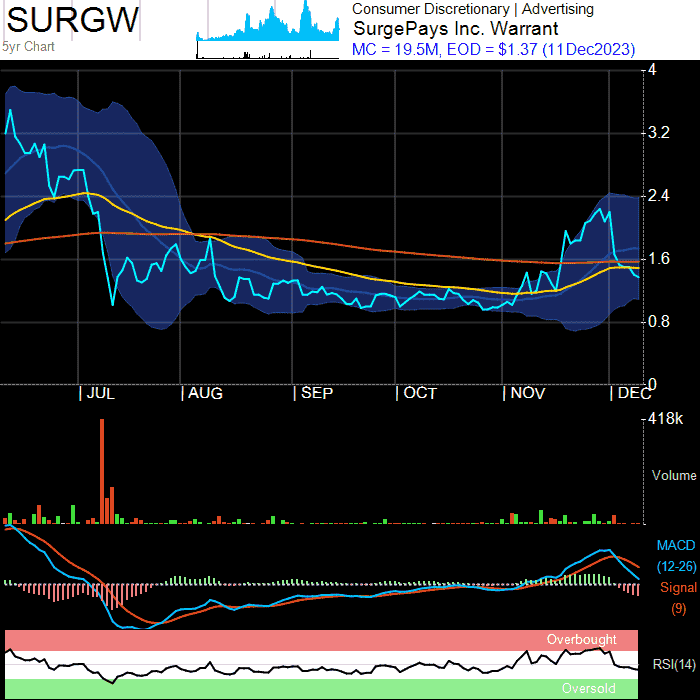 SURGW
5yr Chart
Consumer Discretionary | Advertising
SurgePays Inc. Warrant
MC = 19.5M, EOD = $1.37 (11Dec2023)
4
3.2
2.4
1.6
0.8
0
| JUL | AUG | SEP | OCT | NOV | DEC
418k
Volume
MACD
(12-26)
Signal
(9)
Overbought
RSI(14)
Oversold